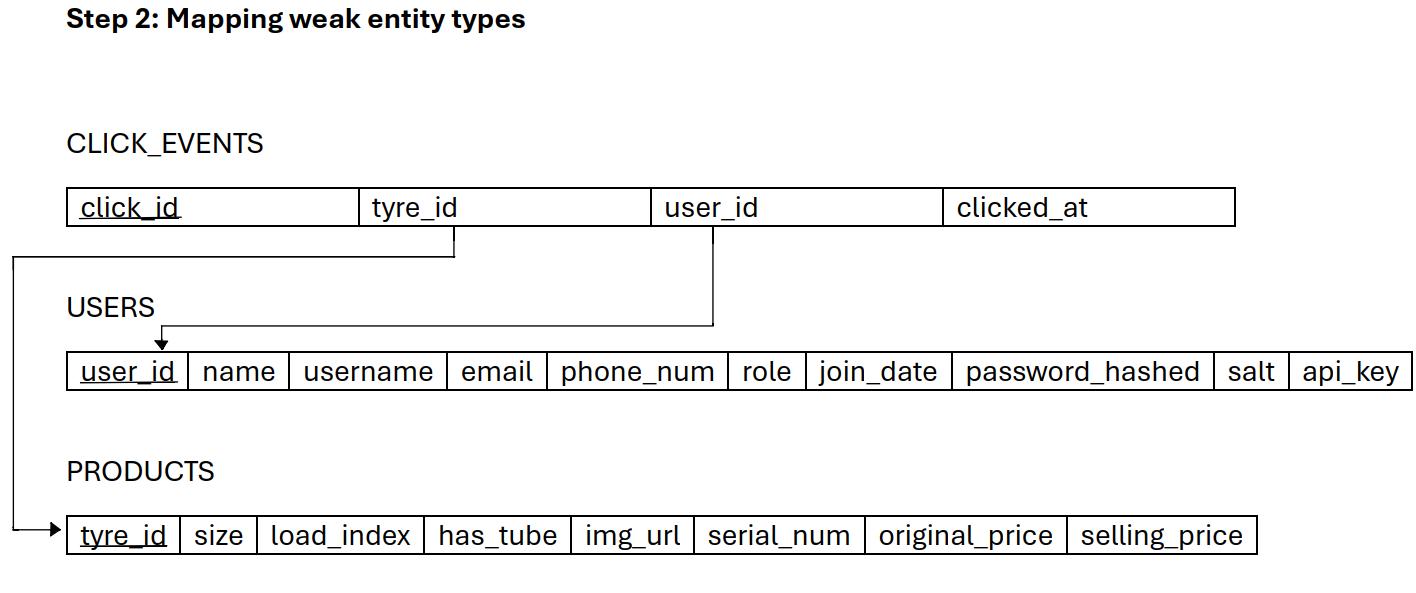 Step 2: Mapping weak entity types
CLICK_EVENTS
click_id tyre_id user_id clicked_at
USERS
user_id name username email phone_num role join_date password_hashed salt api_key
PRODUCTS
tyre_id size load_index has_tube img_url serial_num original_price selling_price